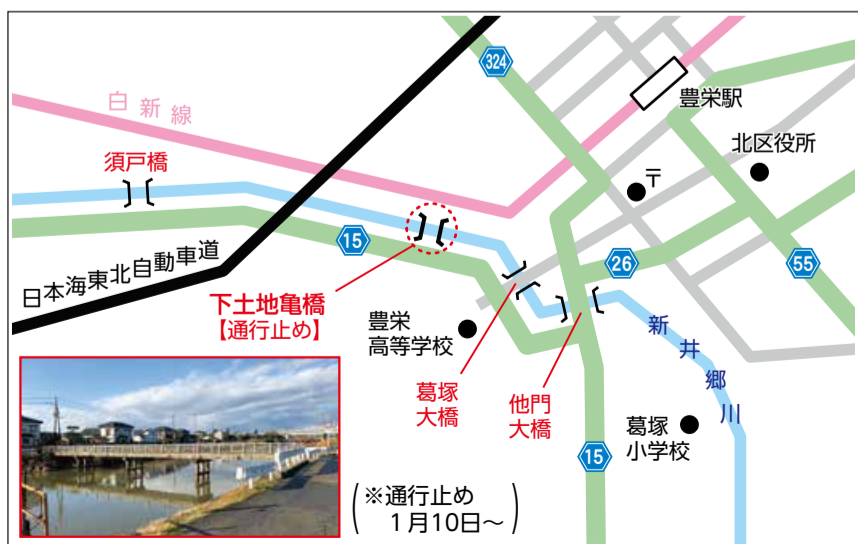 324
白新線
豊栄駅
須戸橋
北区役所
〒
15
26
55
日本海東北自動車道
下土地亀橋
【通行止め】
豊栄
高等学校
葛塚
大橋
他門
大橋
新井郷川
葛塚
小学校
15
(※通行止め
1月10日~)